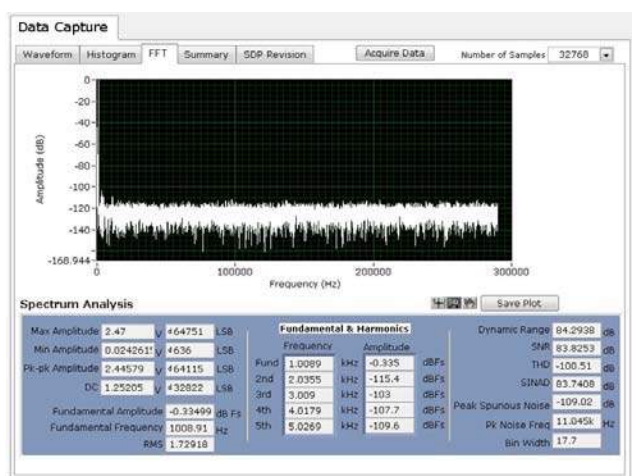 Data Capture
Waveform Histogram FFT Summary SDP Revision Acquire Data Number of Samples 32768
Amplitude (dB)
0
-20
-40
-60
-80
-100
-120
-140
-168.944
0 100000 200000 300000
Frequency (Hz)
Spectrum Analysis Save Plot
Max Amplitude 2.47 V 64751 LSB
Min Amplitude 0.024261 V 636 LSB
Pk-pk Amplitude 2.44579 V 64115 LSB
DC 1.25205 V 32822 LSB
Fundamental Amplitude -0.33499 dB Fs
Fundamental Frequency 1008.91 Hz
RMS 1.72918
Fundamental & Harmonics
Frequency Amplitude
Fund 1.0089 kHz -0.335 dBFs
2nd 2.0355 kHz -115.4 dBFs
3rd 3.009 kHz -103 dBFs
4th 4.0179 kHz -107.7 dBFs
5th 5.0269 kHz -109.6 dBFs
Dynamic Range 84.2938 dB
SNR 83.8253 dB
THD -100.51 dB
SINAD 83.7408 dB
Peak Spurious Noise -109.02 dB
Pk Noise Freq 11.045k Hz
Bin Width 17.7